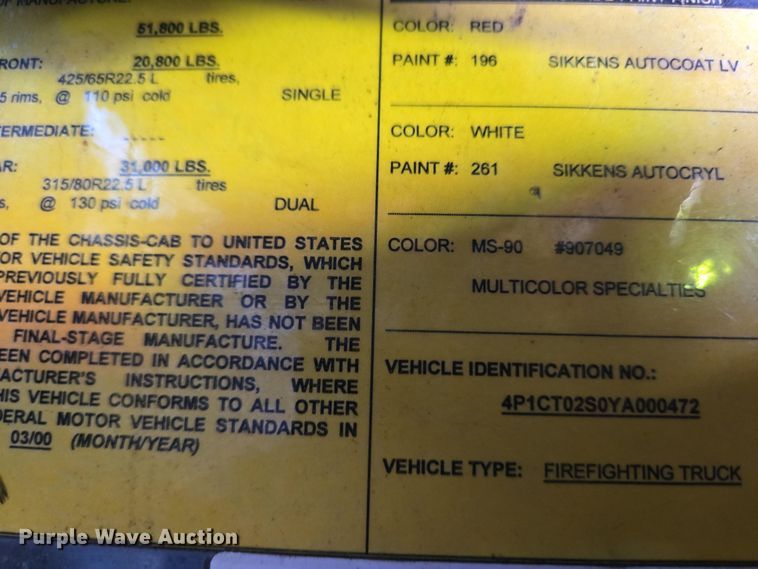 OF MANUFACTURE:
51,800 LBS.
FRONT: 20,800 LBS.
425/65R22.5 L tires,
5 rims, @ 110 psi cold SINGLE
ERMEDIATE: -----
AR: 31,000 LBS.
315/80R22.5 L tires
s, @ 130 psi cold DUAL
OF THE CHASSIS-CAB TO UNITED STATES
OR VEHICLE SAFETY STANDARDS, WHICH
PREVIOUSLY FULLY CERTIFIED BY THE
VEHICLE MANUFACTURER OR BY THE
VEHICLE MANUFACTURER, HAS NOT BEEN
FINAL-STAGE MANUFACTURE. THE
EEN COMPLETED IN ACCORDANCE WITH
ACTURER'S INSTRUCTIONS, WHERE
HIS VEHICLE CONFORMS TO ALL OTHER
DERAL MOTOR VEHICLE STANDARDS IN
03/00 (MONTH/YEAR)
PAINT FINISH
COLOR: RED
PAINT #: 196 SIKKENS AUTOCOAT LV
COLOR: WHITE
PAINT #: 261 SIKKENS AUTOCRYL
COLOR: MS-90 #907049
MULTICOLOR SPECIALTIES
VEHICLE IDENTIFICATION NO.:
4P1CT02S0YA000472
VEHICLE TYPE: FIREFIGHTING TRUCK
Purple Wave Auction